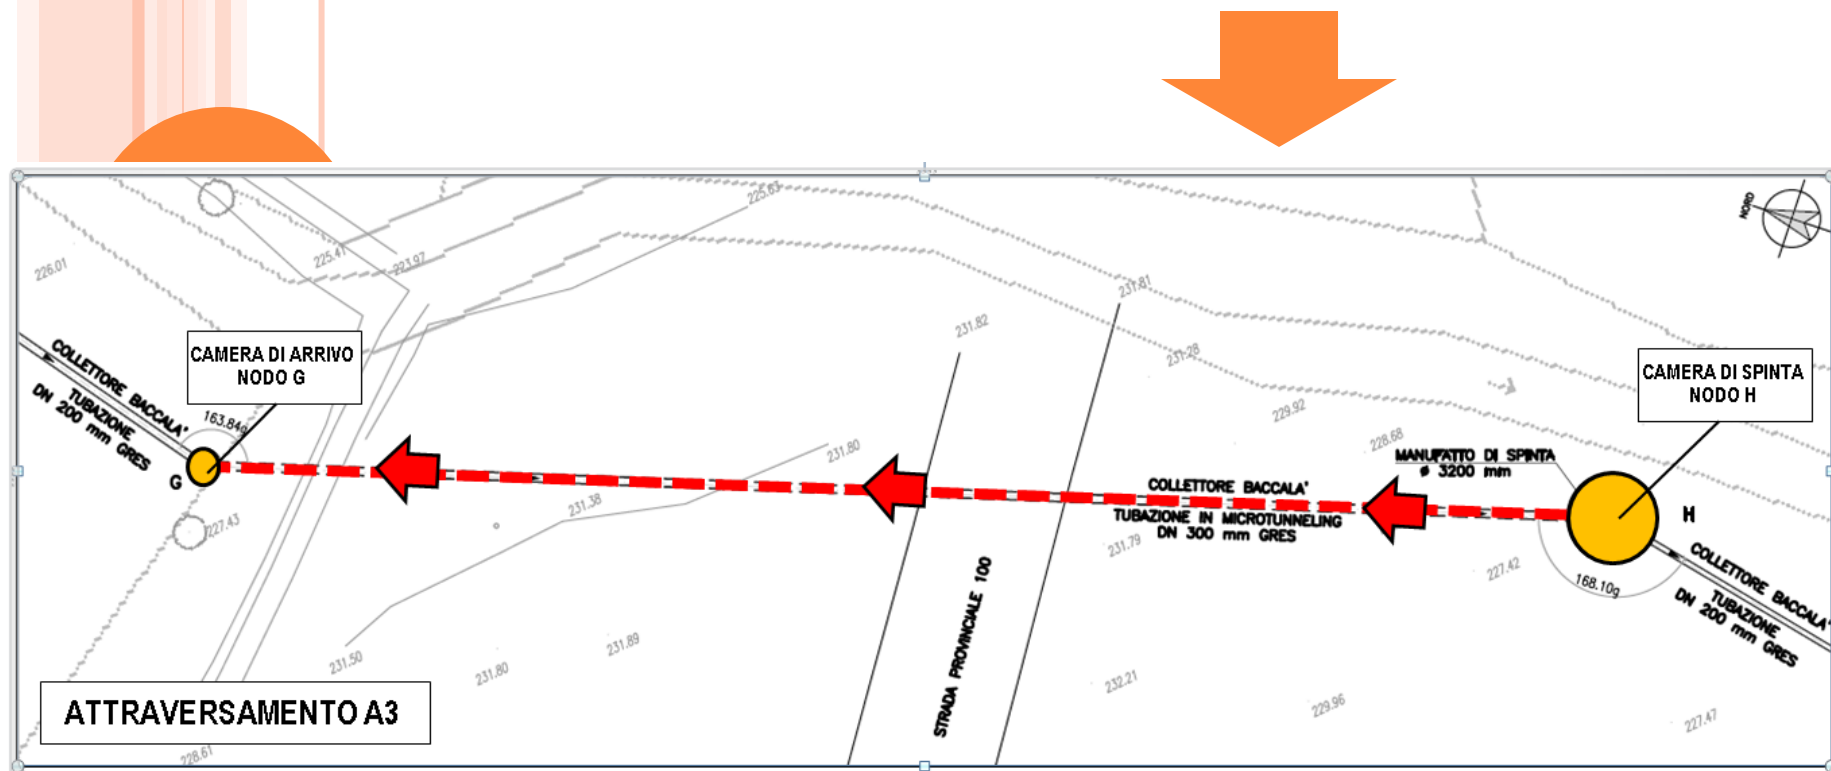 225.63
NORD
225.41
223.97
226.01
231.81
231.82
231.28
COLLETTORE BACCALA'
TUBAZIONE
DN 200 mm GRES
CAMERA DI ARRIVO
NODO G
CAMERA DI SPINTA
NODO H
229.92
163.84g
228.68
231.80
MANUFATTO DI SPINTA
ø 3200 mm
G
COLLETTORE BACCALA'
TUBAZIONE IN MICROTUNNELING
DN 300 mm GRES
231.38
H
227.43
231.79
227.42
168.10g
COLLETTORE BACCALA'
TUBAZIONE
DN 200 mm GRES
STRADA PROVINCIALE 100
231.50
231.80
231.89
232.21
229.96
227.47
ATTRAVERSAMENTO A3
228.61